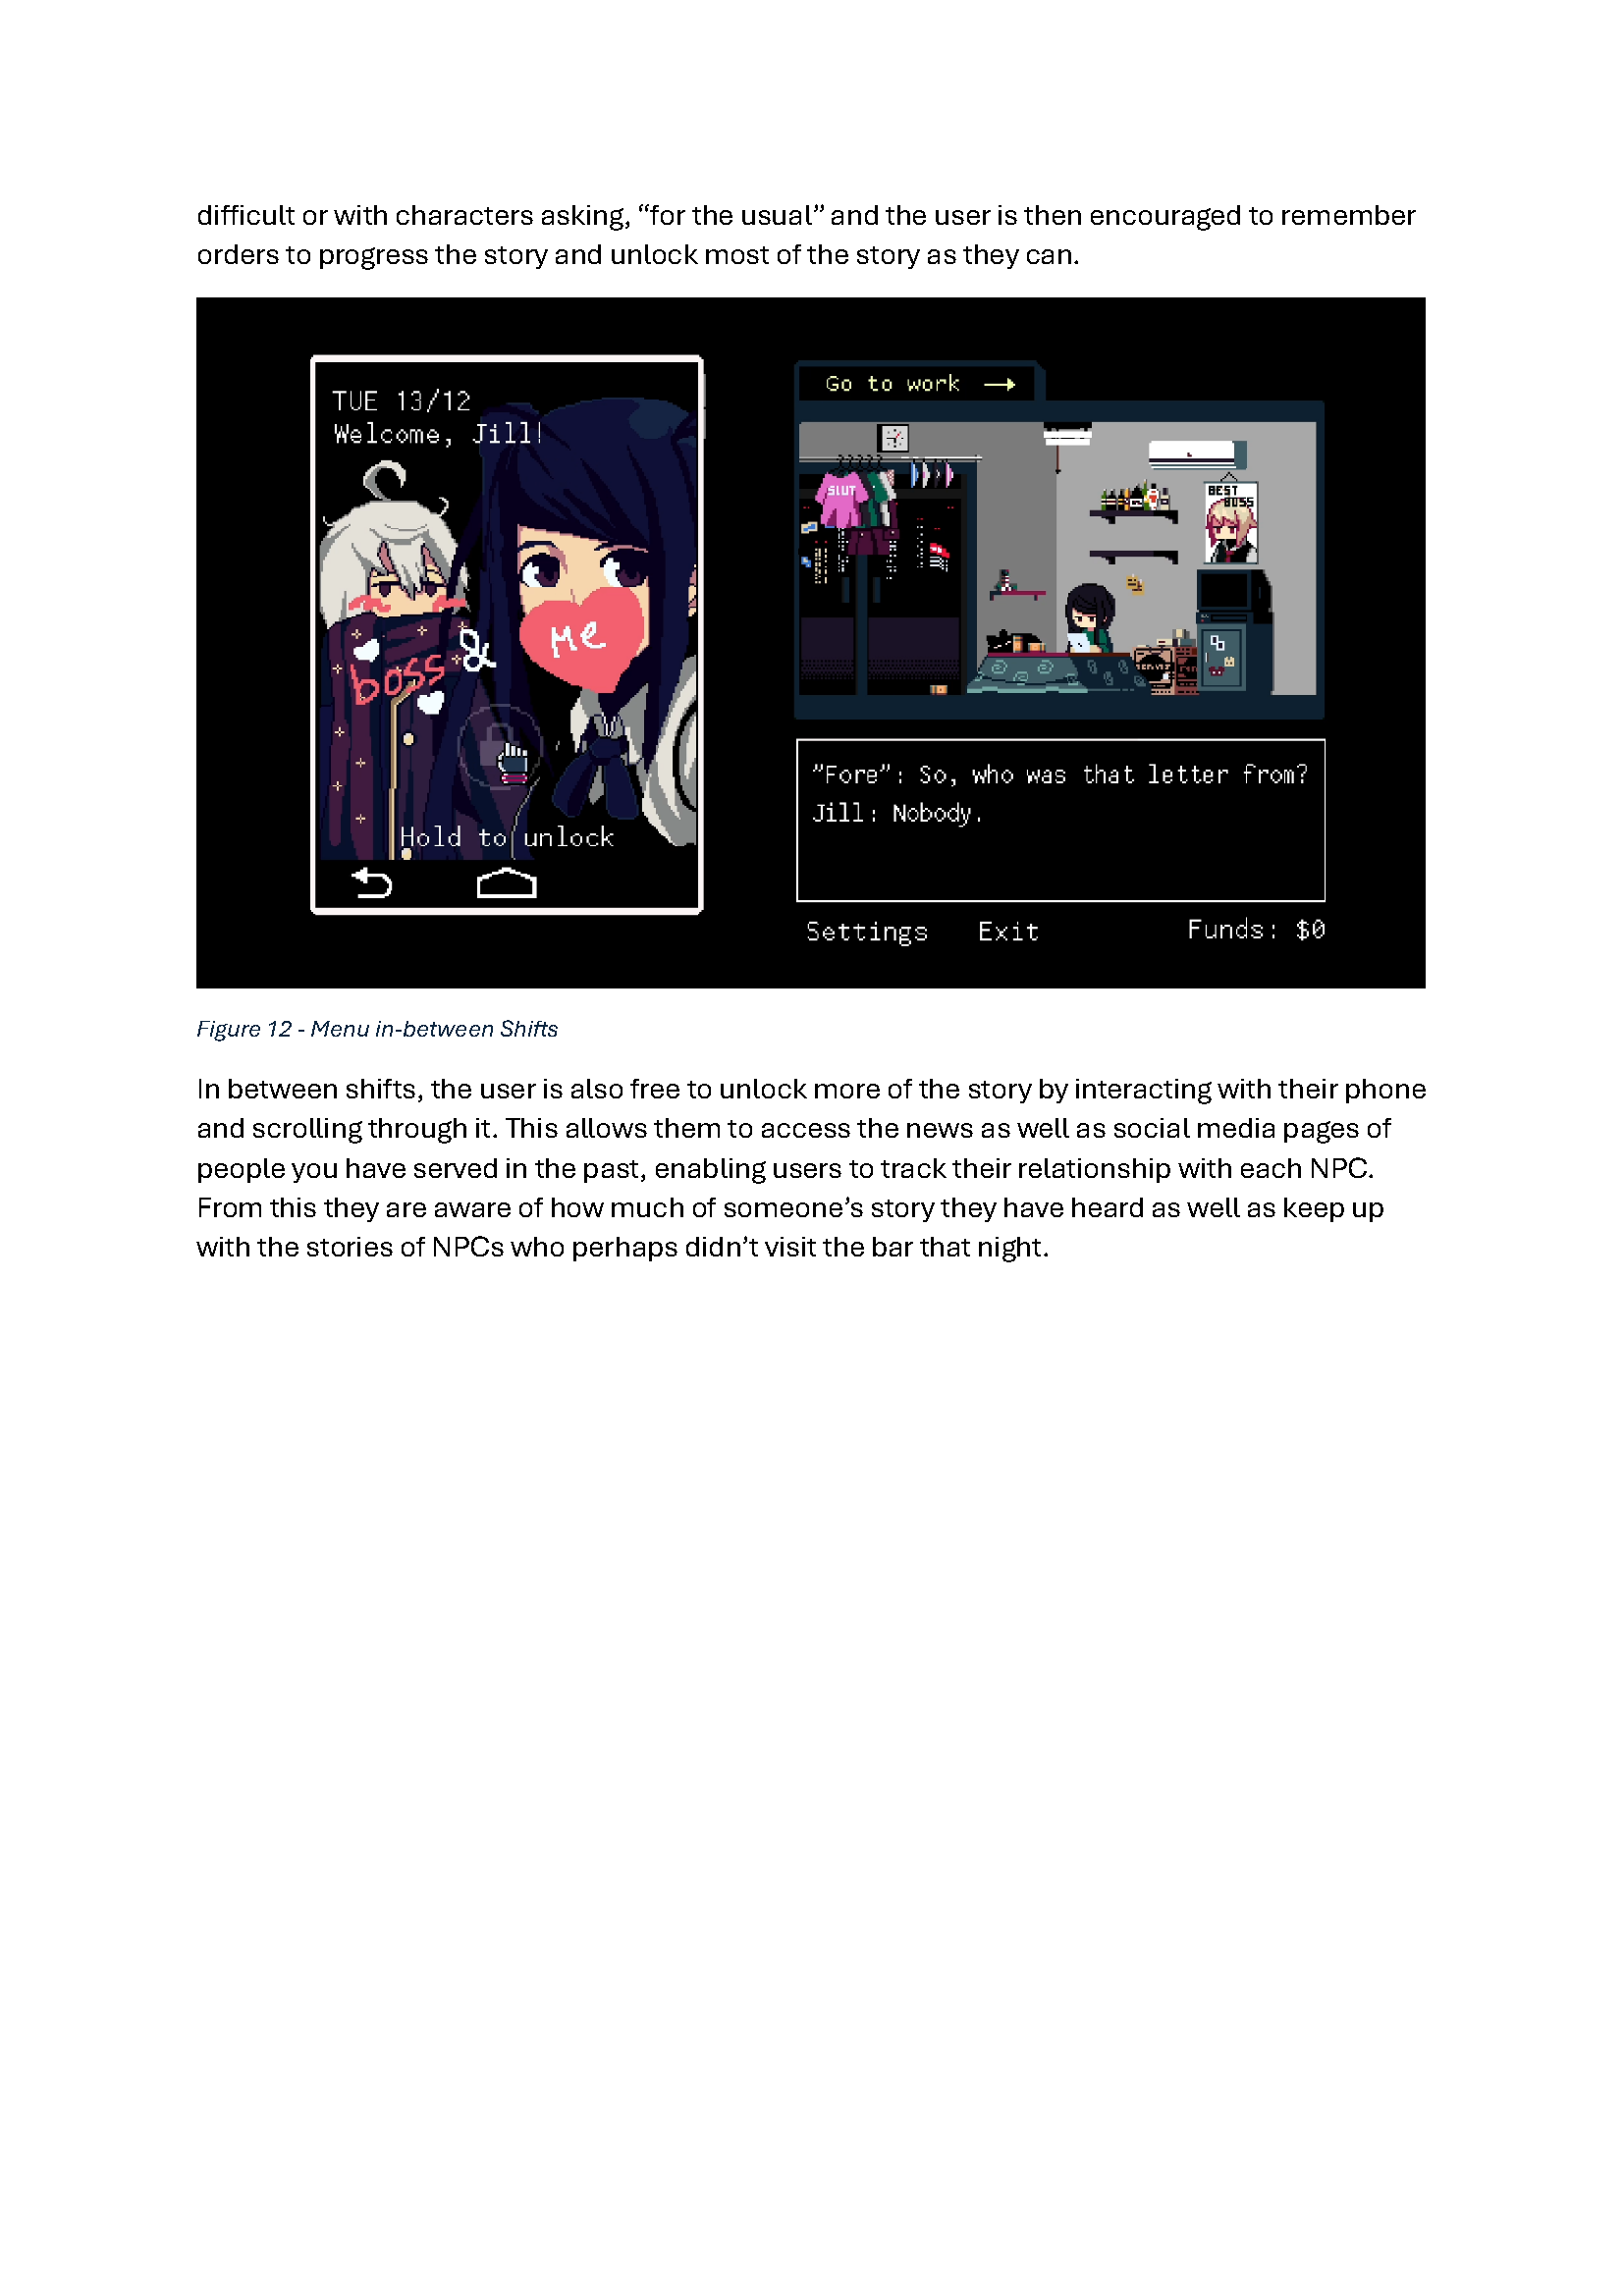 difficult or with characters asking, “for the usual” and the user is then encouraged to remember
orders to progress the story and unlock most of the story as they can.
TUE 13/12
Welcome, Jill!
boss & Me
Hold to unlock
Go to work →
SLUT
BEST
BOSS
"Fore": So, who was that letter from?
Jill: Nobody.
Settings Exit Funds: $0
Figure 12 - Menu in-between Shifts
In between shifts, the user is also free to unlock more of the story by interacting with their phone
and scrolling through it. This allows them to access the news as well as social media pages of
people you have served in the past, enabling users to track their relationship with each NPC.
From this they are aware of how much of someone’s story they have heard as well as keep up
with the stories of NPCs who perhaps didn’t visit the bar that night.